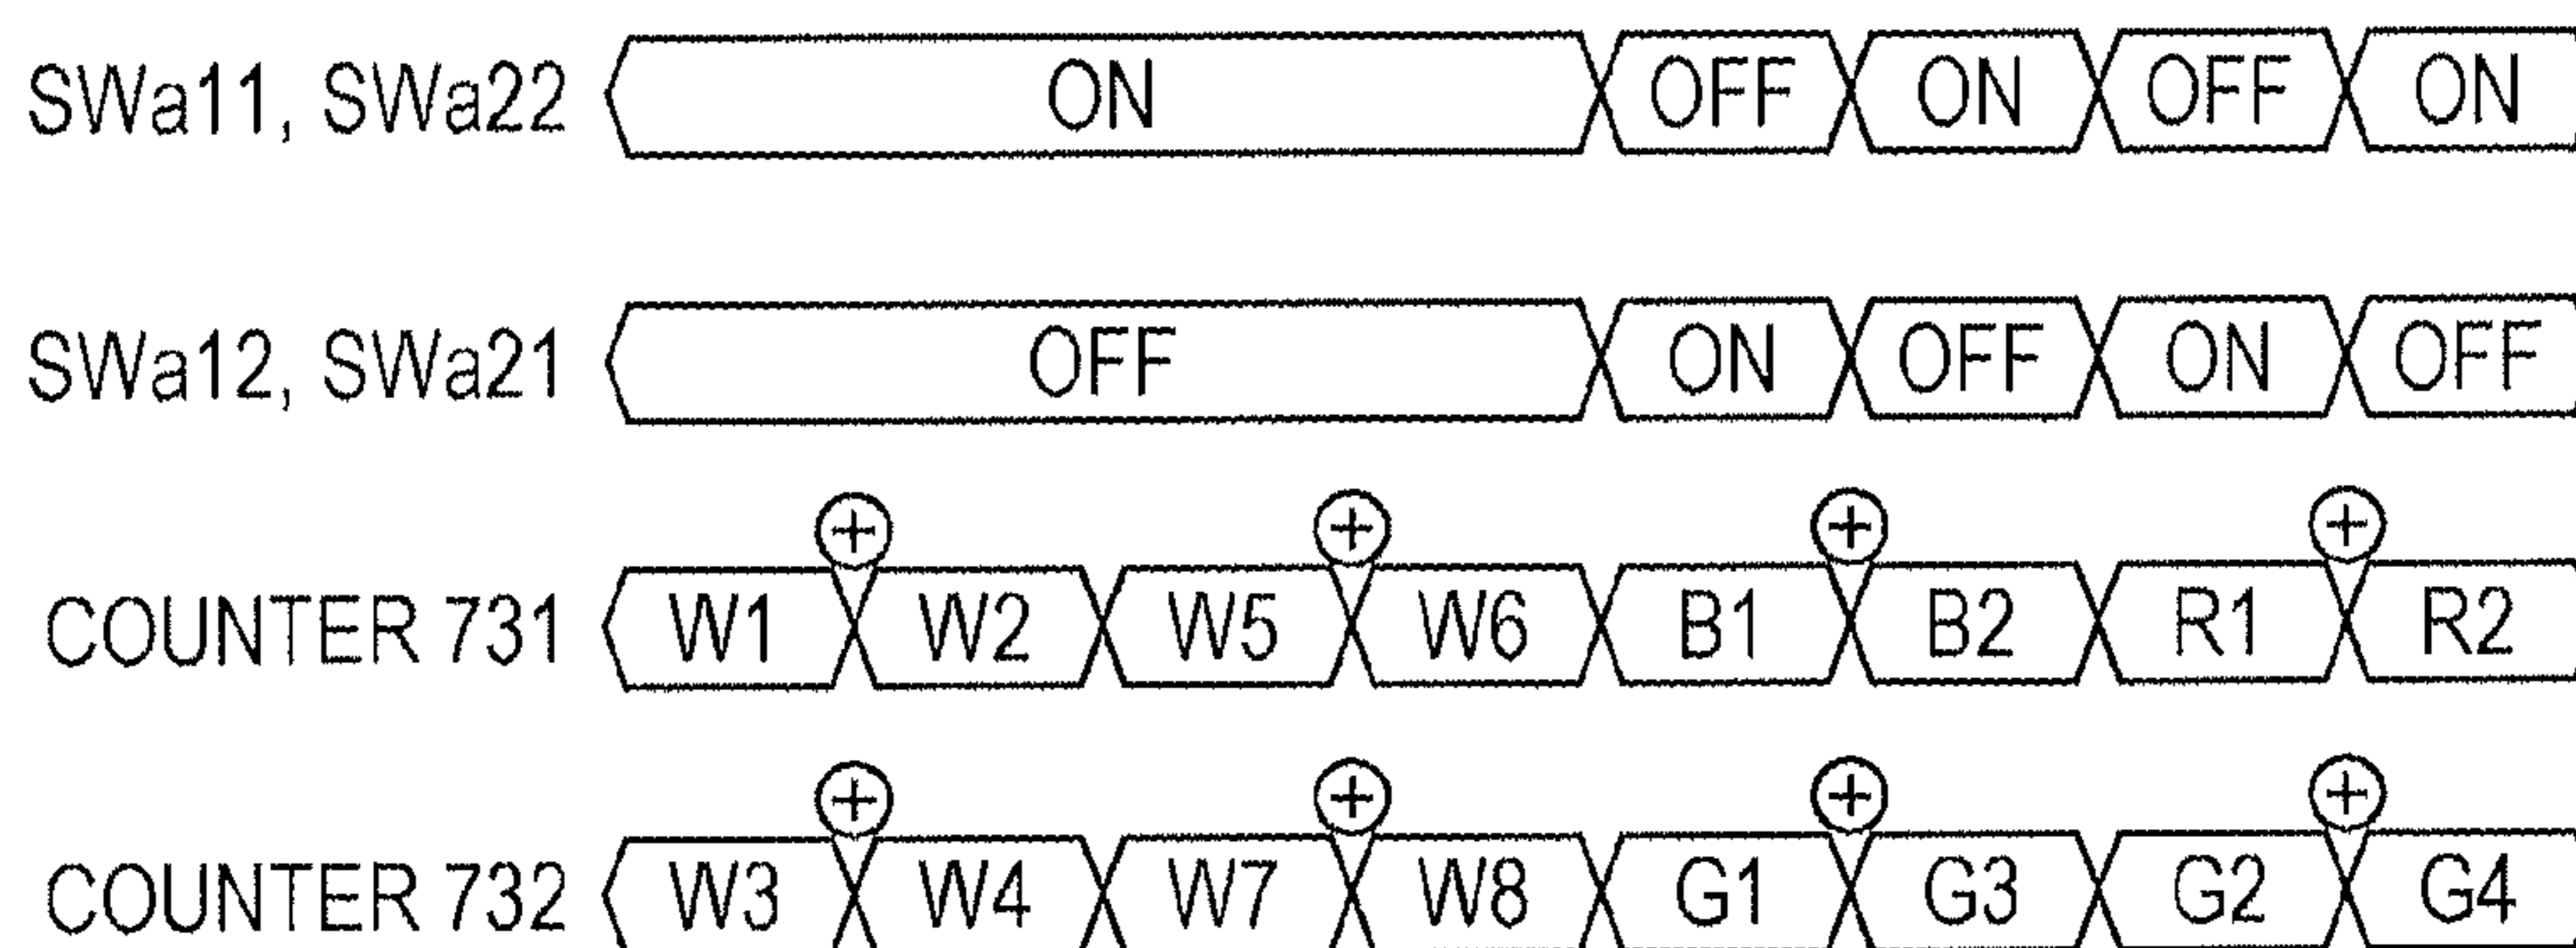 SWa11, SWa22 ON OFF ON OFF ON
SWa12, SWa21 OFF ON OFF ON OFF
+ + + +
COUNTER 731 W1 W2 W5 W6 B1 B2 R1 R2
+ + + +
COUNTER 732 W3 W4 W7 W8 G1 G3 G2 G4